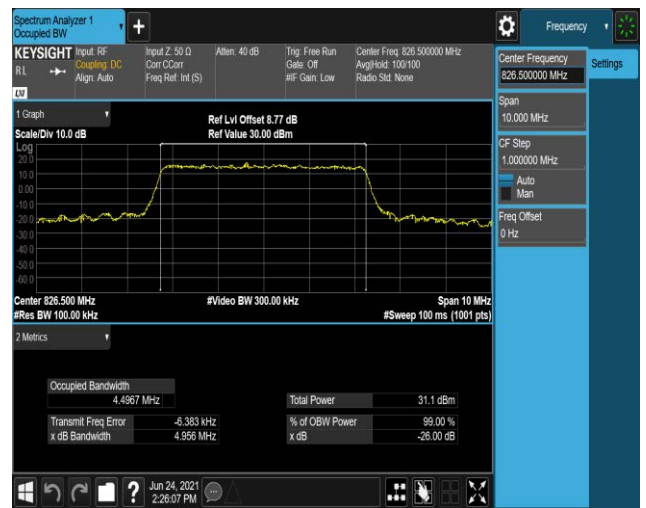 Spectrum Analyzer 1
Occupied BW
Frequency
KEYSIGHT
R L
LXI
Input: RF
Coupling: DC
Align: Auto
Input Z: 50 Ω
Corr CCorr
Freq Ref: Int (S)
Atten: 40 dB
Trig: Free Run
Gate: Off
#IF Gain: Low
Center Freq: 826.500000 MHz
Avg|Hold: 100/100
Radio Std: None
Center Frequency
826.500000 MHz
Settings
Span
10.000 MHz
CF Step
1.000000 MHz
Auto
Man
Freq Offset
0 Hz
1 Graph
Scale/Div 10.0 dB
Ref Lvl Offset 8.77 dB
Ref Value 30.00 dBm
Log
20.0
10.0
0.00
-10.0
-20.0
-30.0
-40.0
-50.0
-60.0
Center 826.500 MHz
#Video BW 300.00 kHz
Span 10 MHz
#Res BW 100.00 kHz
#Sweep 100 ms (1001 pts)
2 Metrics
Occupied Bandwidth
4.4967 MHz
Total Power 31.1 dBm
Transmit Freq Error -6.383 kHz
% of OBW Power 99.00 %
x dB Bandwidth 4.956 MHz
x dB -26.00 dB
?
Jun 24, 2021
2:26:07 PM